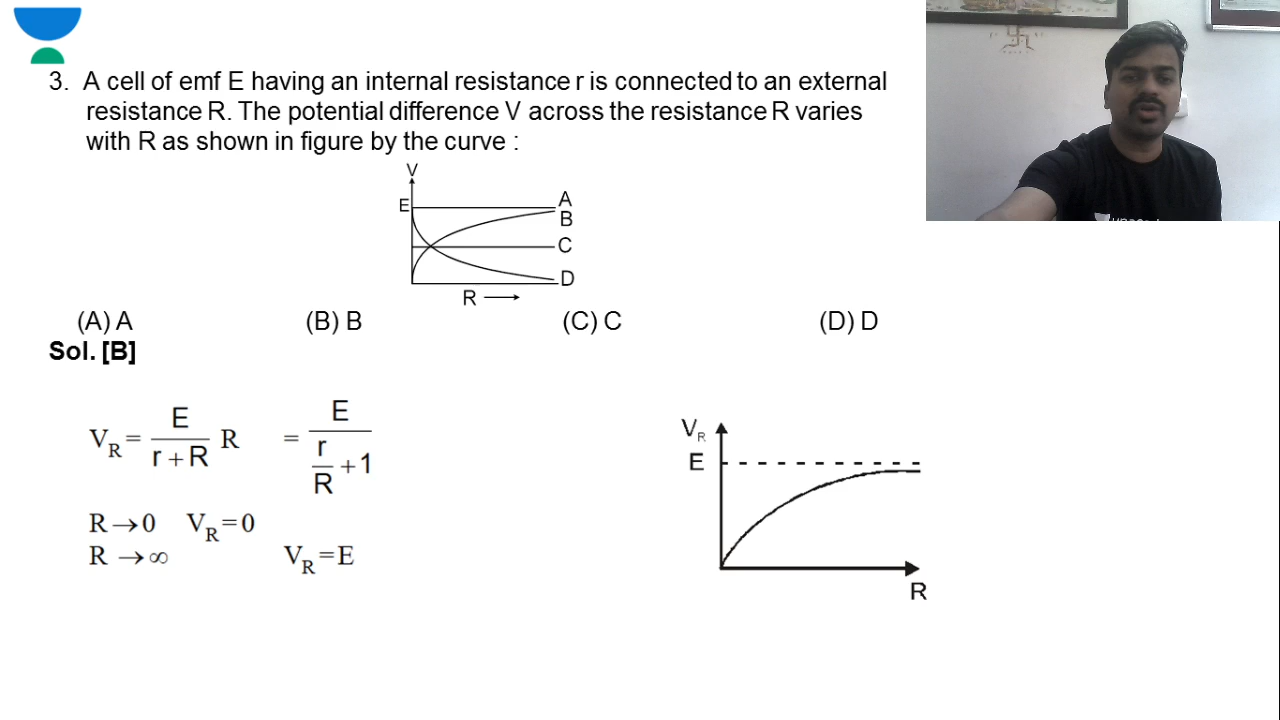 3. A cell of emf E having an internal resistance r is connected to an external
resistance R. The potential difference V across the resistance R varies
with R as shown in figure by the curve :
V
E
A
B
C
D
R →
(A) A (B) B (C) C (D) D
Sol. [B]
V_R = E/(r + R) R = E/(r/R + 1)
R → 0 V_R = 0
R → ∞ V_R = E
V_R
E
R